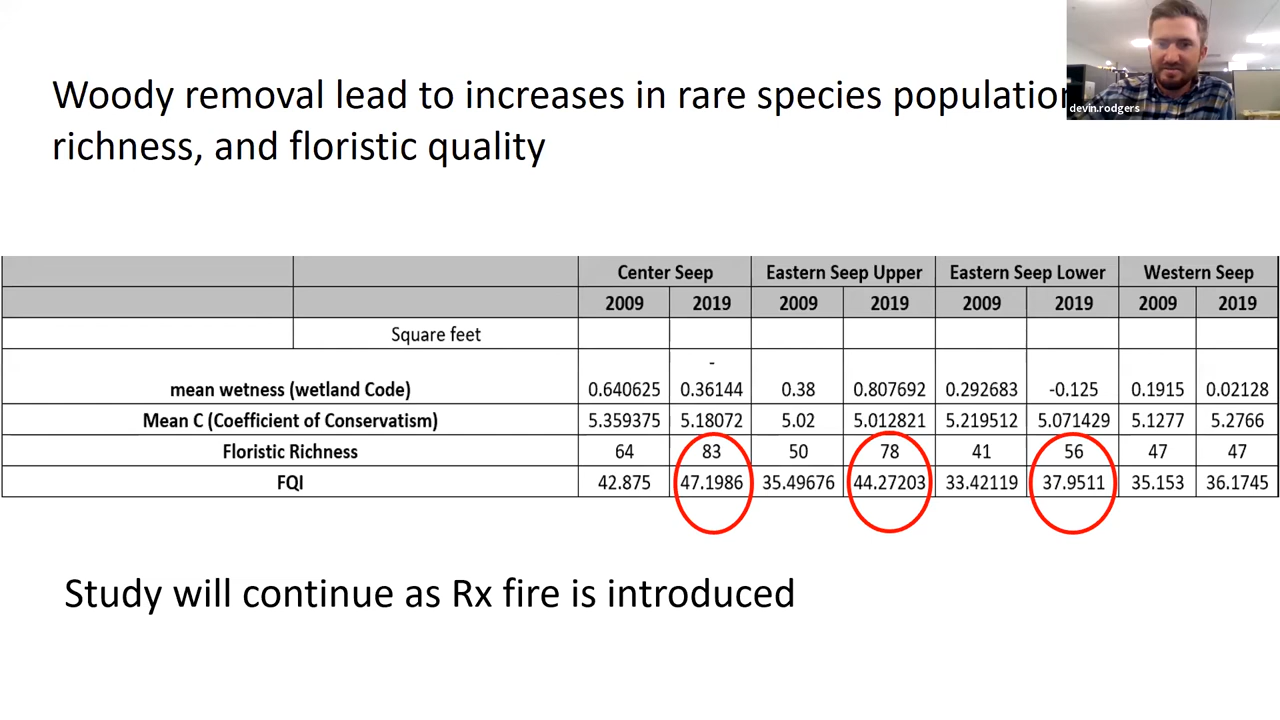 Woody removal lead to increases in rare species population
richness, and floristic quality
devin.rodgers
Center Seep Eastern Seep Upper Eastern Seep Lower Western Seep
2009 2019 2009 2019 2009 2019 2009 2019
Square feet
-
mean wetness (wetland Code) 0.640625 0.36144 0.38 0.807692 0.292683 -0.125 0.1915 0.02128
Mean C (Coefficient of Conservatism) 5.359375 5.18072 5.02 5.012821 5.219512 5.071429 5.1277 5.2766
Floristic Richness 64 83 50 78 41 56 47 47
FQI 42.875 47.1986 35.49676 44.27203 33.42119 37.9511 35.153 36.1745
Study will continue as Rx fire is introduced